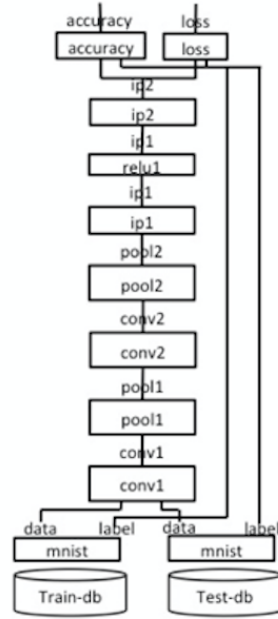 accuracy loss
accuracy loss
ip2
ip2
ip1
relu1
ip1
ip1
pool2
pool2
conv2
conv2
pool1
pool1
conv1
conv1
data label data label
mnist mnist
Train-db Test-db